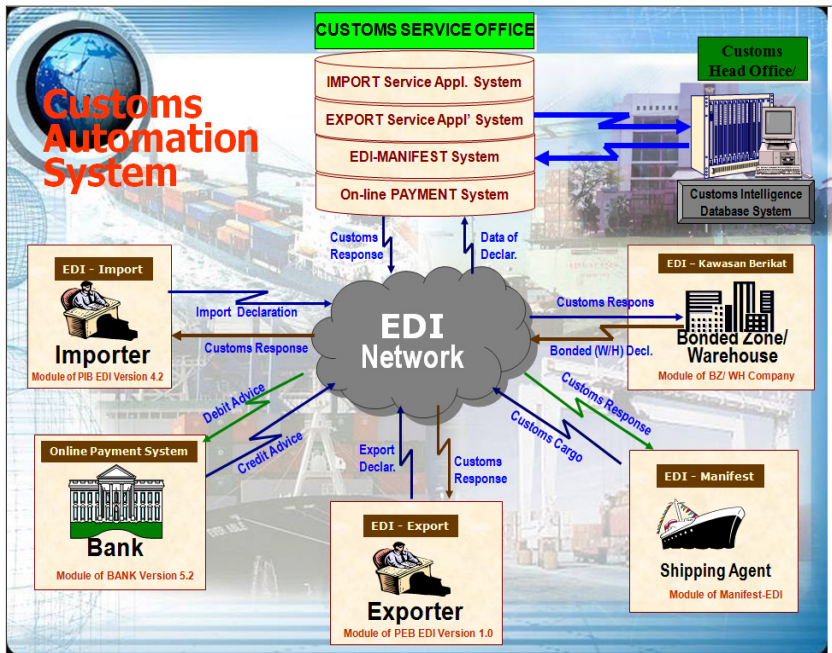 CUSTOMS SERVICE OFFICE
Customs
Automation
System
IMPORT Service Appl. System
EXPORT Service Appl' System
EDI-MANIFEST System
On-line PAYMENT System
Customs
Head Office/
Customs Intelligence
Database System
Customs
Response
Data of
Declar.
EDI - Import
Importer
Module of PIB EDI Version 4.2
Import Declaration
Customs Response
EDI
Network
Customs Respons
Bonded (W/H) Decl.
EDI – Kawasan Berikat
Bonded Zone/
Warehouse
Module of BZ/ WH Company
Debit Advice
Credit Advice
Export
Declar.
Customs
Response
Customs Response
Customs Cargo
Online Payment System
Bank
Module of BANK Version 5.2
EDI - Export
Exporter
Module of PEB EDI Version 1.0
EDI - Manifest
Shipping Agent
Module of Manifest-EDI